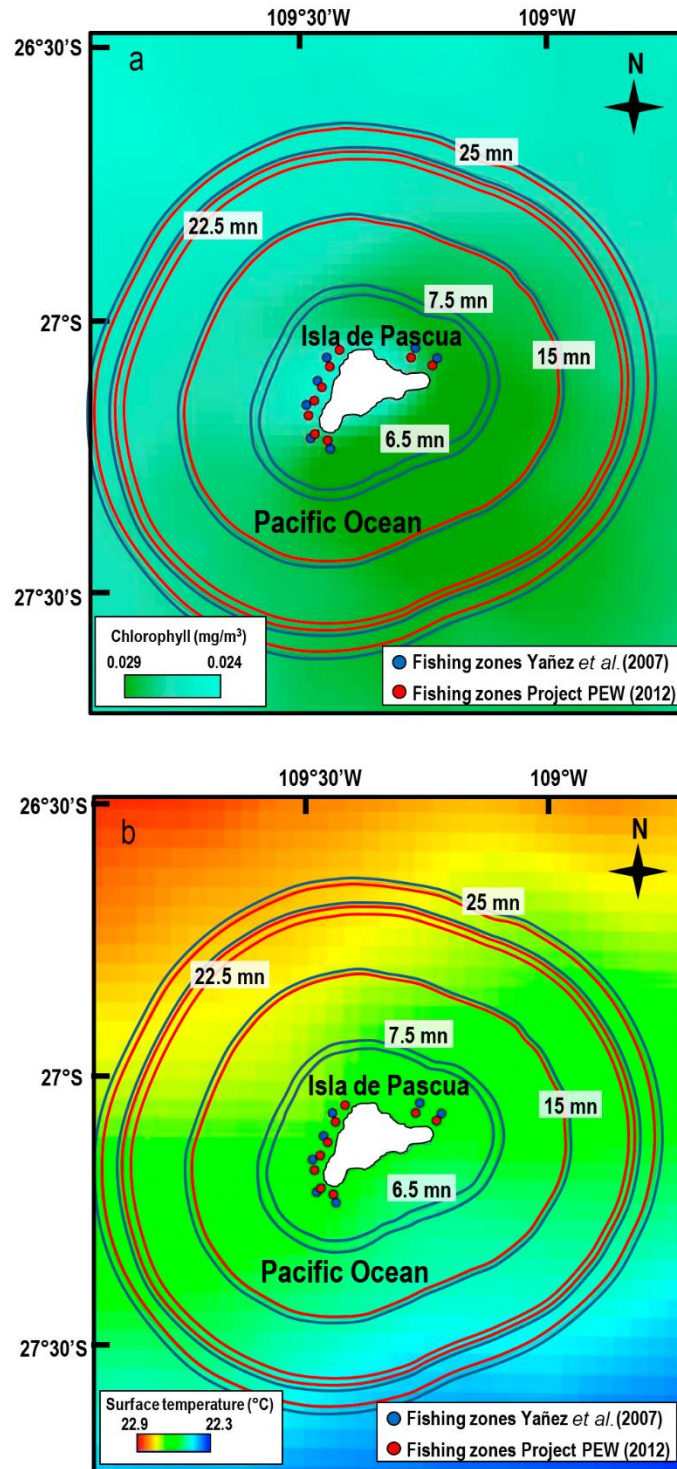 109°30’W 109°W
26°30’S
a
N
25 mn
22.5 mn
7.5 mn
27°S
Isla de Pascua
15 mn
6.5 mn
Pacific Ocean
27°30’S
Chlorophyll (mg/m³)
0.029 0.024
Fishing zones Yañez et al. (2007)
Fishing zones Project PEW (2012)
109°30’W 109°W
26°30’S
b
N
25 mn
22.5 mn
7.5 mn
27°S
Isla de Pascua
15 mn
6.5 mn
Pacific Ocean
27°30’S
Surface temperature (°C)
22.9 22.3
Fishing zones Yañez et al. (2007)
Fishing zones Project PEW (2012)